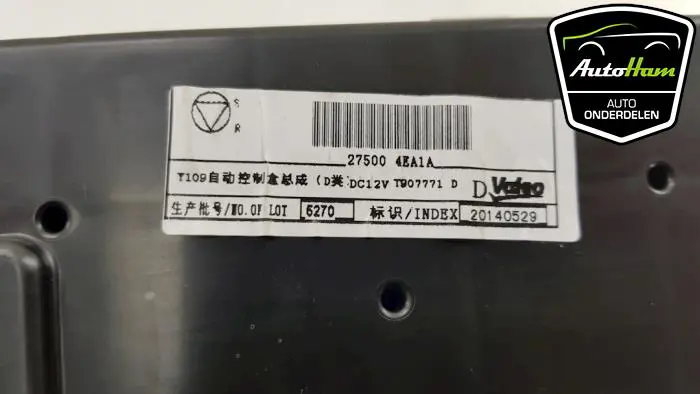 AutoHam
AUTO
ONDERDELEN
S
R
27500 4EA1A
T109自动控制盒总成 (D类) DC12V T907771 D
D Valeo
生产批号/NO.OF LOT 5270 标识/INDEX 20140529